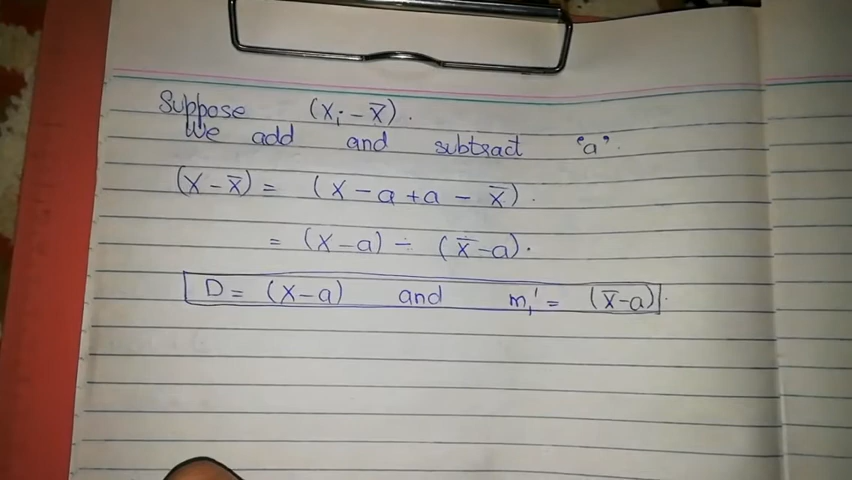 Suppose (Xi - X̅).
We add and subtract 'a'.
(X - X̅) = (X - a + a - X̅).
= (X - a) ÷ (X̅ - a).
D = (X - a) and m₁' = (X̅ - a).